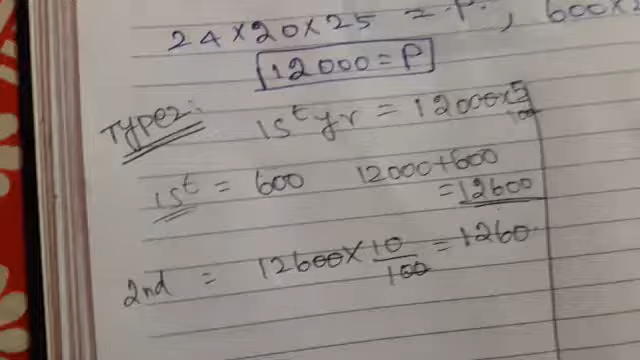 24×20×25 = P. , 600×
12000 = P
Type2: 1st yr = 12000×5
1st = 600 12000+600
= 12600
2nd = 12600×10/100 = 1260